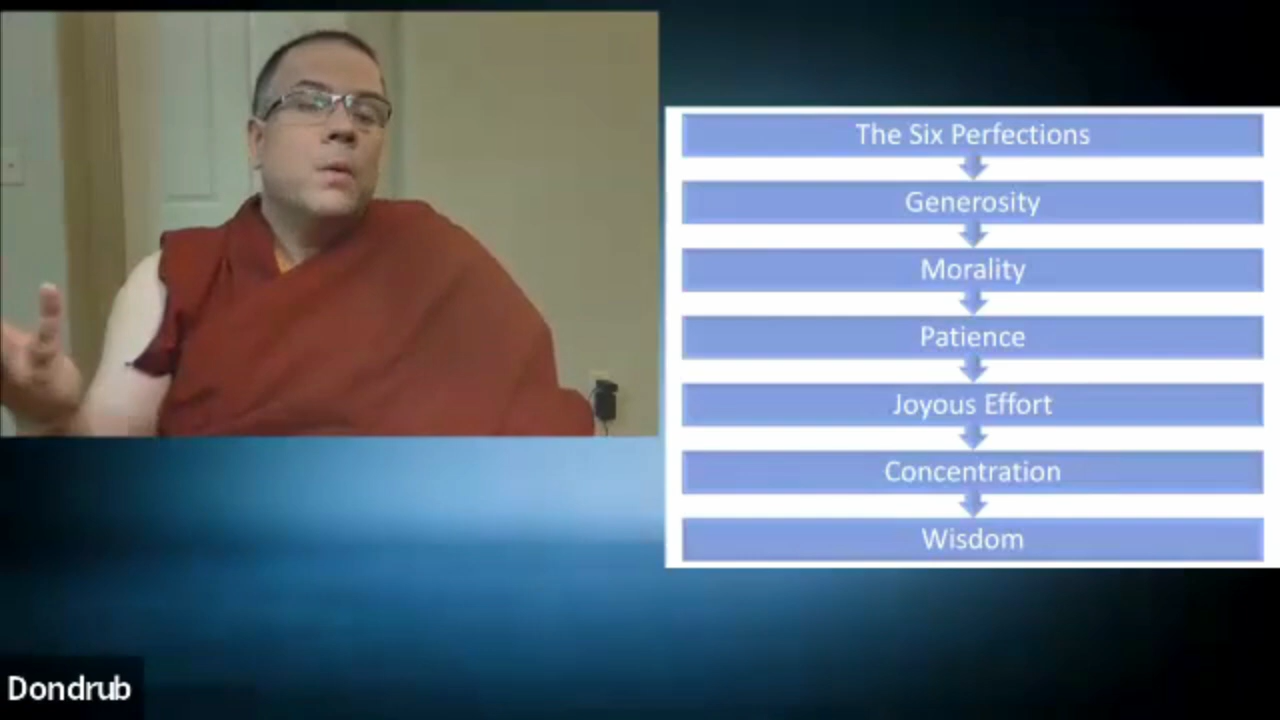 The Six Perfections
Generosity
Morality
Patience
Joyous Effort
Concentration
Wisdom
Dondrub